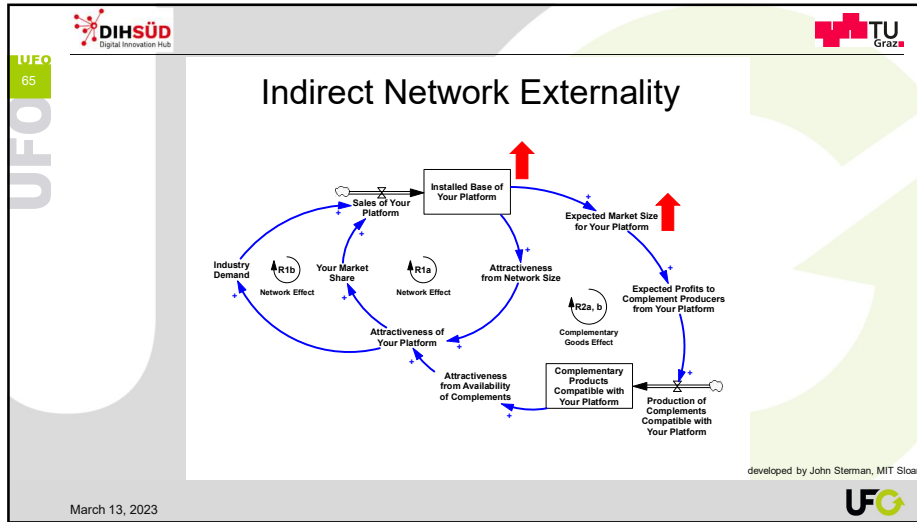 DIHSÜD
Digital Innovation Hub
TU
Graz
UFO
65
UFO
Indirect Network Externality
Installed Base of
Your Platform
Sales of Your
Platform
+
Expected Market Size
for Your Platform
+
+
+
Industry
Demand
R1b
Network Effect
Your Market
Share
R1a
Network Effect
+
Attractiveness
from Network Size
+
+
+
Expected Profits to
Complement Producers
from Your Platform
R2a, b
Complementary
Goods Effect
Attractiveness of
Your Platform
+
+
Attractiveness
from Availability
of Complements
+
Complementary
Products
Compatible with
Your Platform
+
Production of
Complements
Compatible with
Your Platform
developed by John Sterman, MIT Sloan
March 13, 2023
UFO